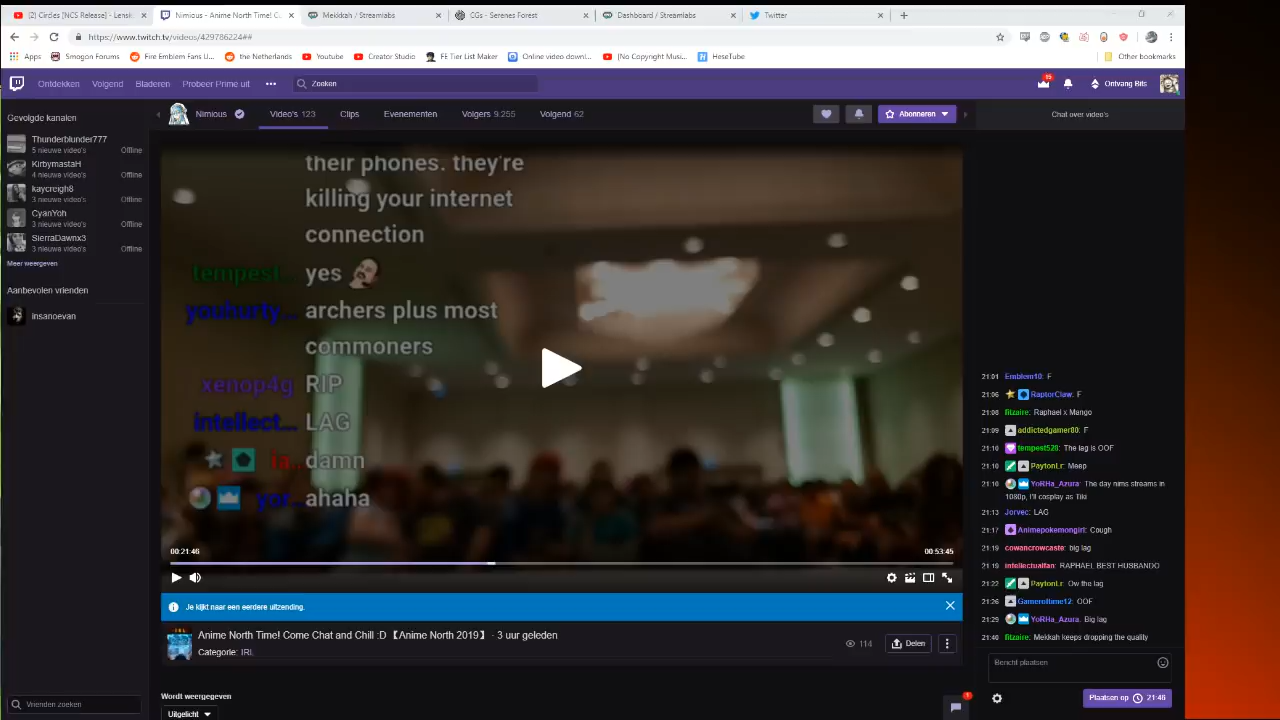 [2] Circles [NCS Release] - Lensi
Nimious - Anime North Time! C
Mekkkah / Streamlabs
CGs - Serenes Forest
Dashboard / Streamlabs
Twitter
https://www.twitch.tv/videos/429786224##
Apps
Smogon Forums
Fire Emblem Fans U...
the Netherlands
Youtube
Creator Studio
FE Tier List Maker
Online video downl...
[No Copyright Musi...
HeseTube
Other bookmarks
Ontdekken
Volgend
Bladeren
Probeer Prime uit
Zoeken
Ontvang Bits
Gevolgde kanalen
Thunderblunder777
5 nieuwe video's
Offline
KirbymastaH
4 nieuwe video's
Offline
kaycreigh8
3 nieuwe video's
Offline
CyanYoh
3 nieuwe video's
Offline
SierraDawnx3
3 nieuwe video's
Offline
Meer weergeven
Aanbevolen vrienden
insanoevan
Vrienden zoeken
Nimious
Video's 123
Clips
Evenementen
Volgers 9.255
Volgend 62
Abonneren
their phones. they're
killing your internet
connection
tempest... yes
youhurty... archers plus most
commoners
xenop4g RIP
intellect... LAG
ta... damn
yor... ahaha
00:21:46
00:53:45
Je kijkt naar een eerdere uitzending.
Anime North Time! Come Chat and Chill :D 【Anime North 2019】 · 3 uur geleden
Categorie: IRL
114
Delen
Wordt weergegeven
Uitgelicht
Chat over video's
21:01 Emblem10: F
21:06 RaptorClaw: F
21:08 fitzaire: Raphael x Mango
21:09 addictedgamer80: F
21:10 tempest520: The lag is OOF
21:10 PaytonLr: Meep
21:10 YoRHa_Azura: The day nims streams in
1080p, I'll cosplay as Tiki
21:13 Jorvec: LAG
21:17 Animepokemongirl: Cough
21:19 cowancrowcaste: big lag
21:19 intellectualfan: RAPHAEL BEST HUSBANDO
21:22 PaytonLr: Ow the lag
21:26 Gameroftime12: OOF
21:29 YoRHa_Azura: Big lag
21:40 fitzaire: Mekkah keeps dropping the quality
Bericht plaatsen
Plaatsen op 21:46